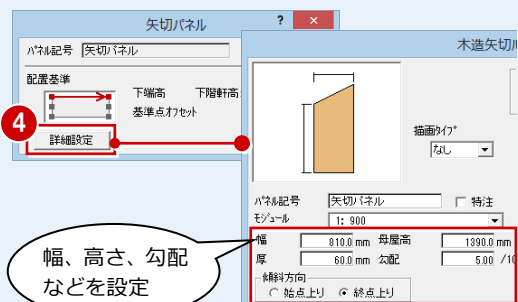 矢切パネル
? ×
パネル記号 矢切パネル
配置基準
下端高 下階軒高
基準点オフセット
4
詳細設定
木造矢切
描画タイプ
なし
パネル記号 矢切パネル 特注
モジュール 1: 900
幅 810.0 mm 母屋高 1390.0 mm
厚 60.0 mm 勾配 5.00 /10
傾斜方向
始点上り 終点上り
幅、高さ、勾配
などを設定